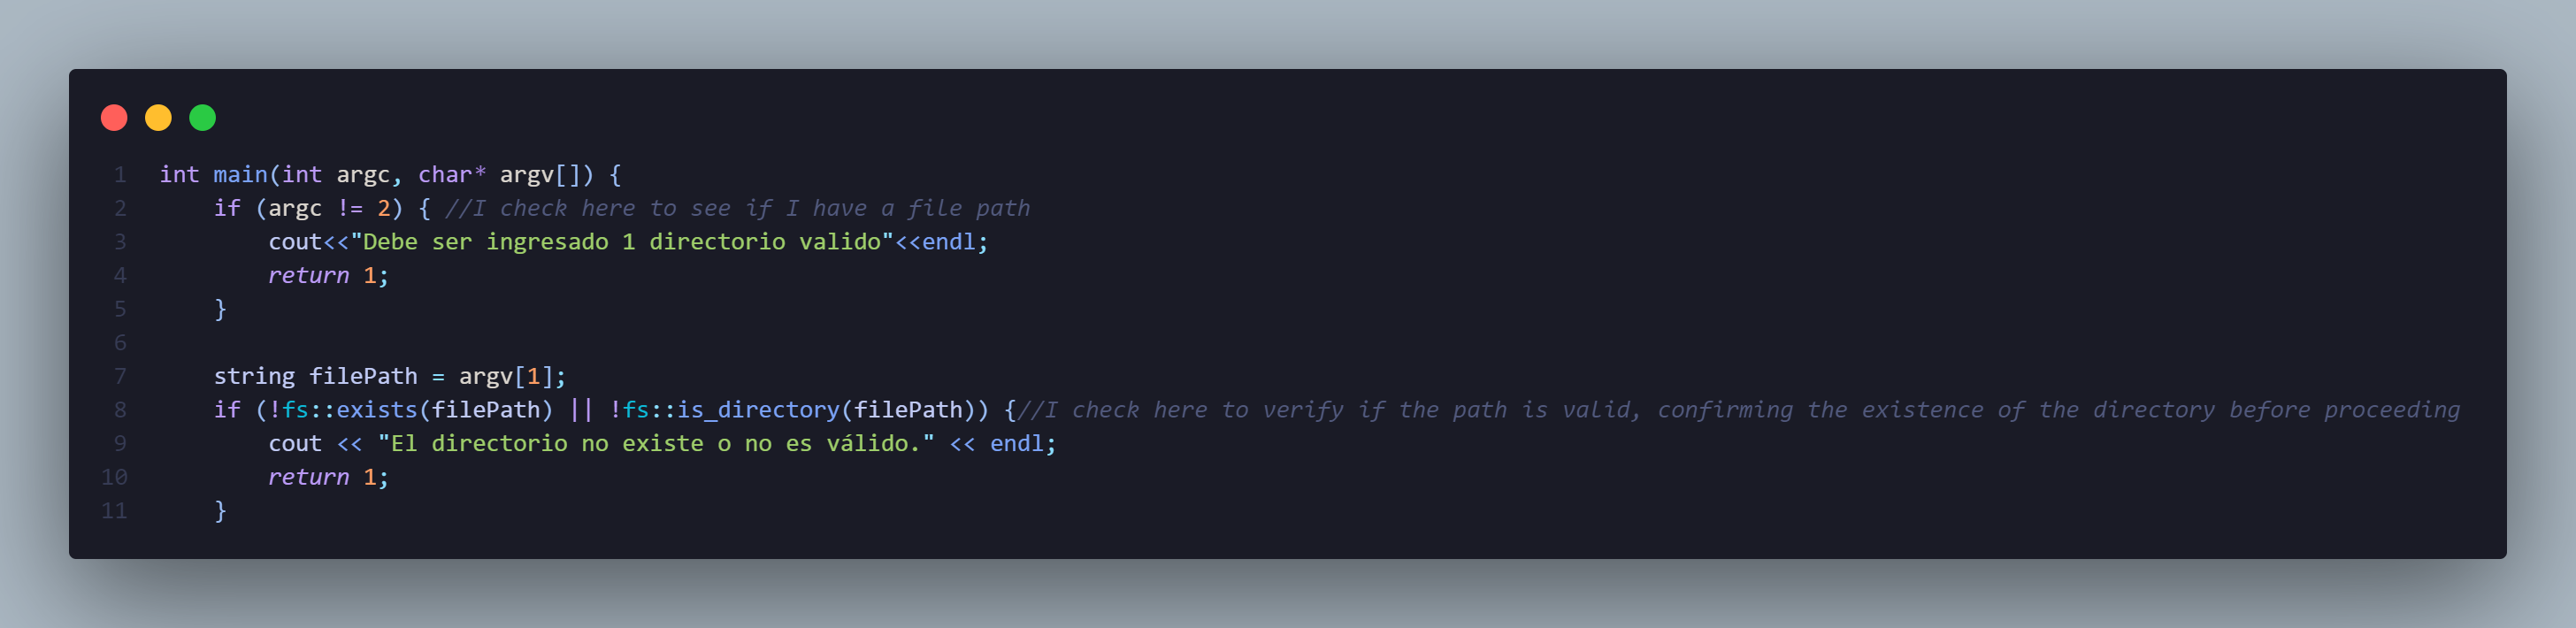 1 int main(int argc, char* argv[]) {
2 if (argc != 2) { //I check here to see if I have a file path
3 cout<<"Debe ser ingresado 1 directorio valido"<<endl;
4 return 1;
5 }
6
7 string filePath = argv[1];
8 if (!fs::exists(filePath) || !fs::is_directory(filePath)) {//I check here to verify if the path is valid, confirming the existence of the directory before proceeding
9 cout << "El directorio no existe o no es válido." << endl;
10 return 1;
11 }